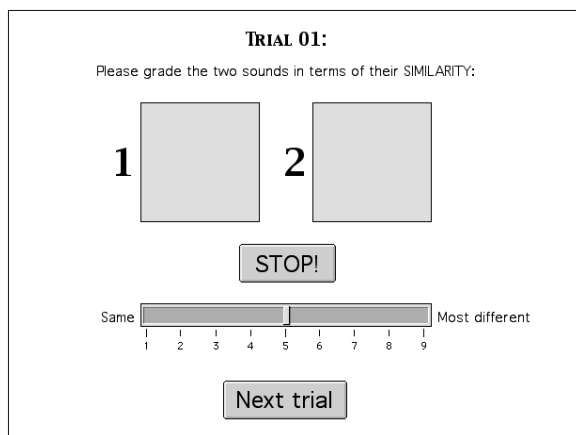 TRIAL 01:
Please grade the two sounds in terms of their SIMILARITY:
1 2
STOP!
Same Most different
1 2 3 4 5 6 7 8 9
Next trial